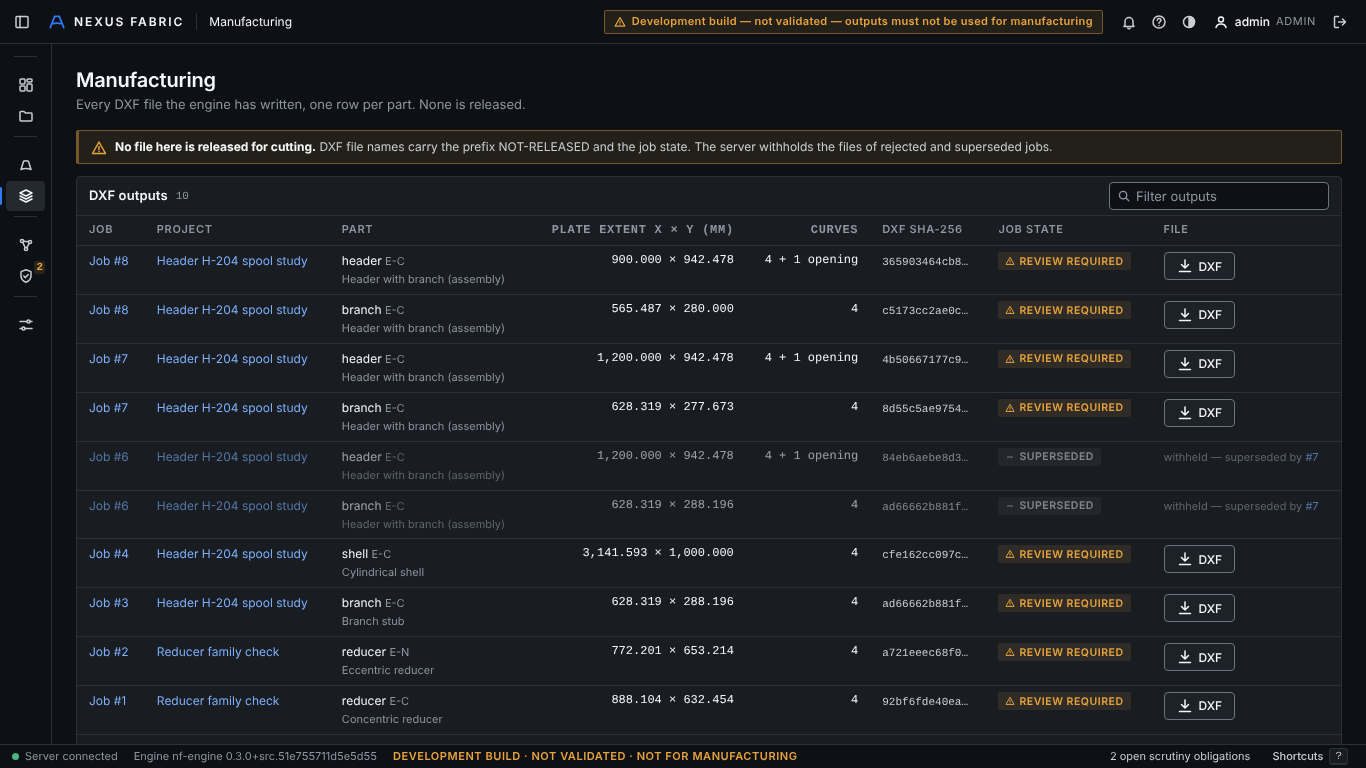 NEXUS FABRIC Manufacturing Development build — not validated — outputs must not be used for manufacturing admin ADMIN
Manufacturing
Every DXF file the engine has written, one row per part. None is released.
No file here is released for cutting. DXF file names carry the prefix NOT-RELEASED and the job state. The server withholds the files of rejected and superseded jobs.
DXF outputs 10 Filter outputs
JOB PROJECT PART PLATE EXTENT X × Y (MM) CURVES DXF SHA-256 JOB STATE FILE
Job #8 Header H-204 spool study header E-C 900.000 × 942.478 4 + 1 opening 365903464cb8… REVIEW REQUIRED DXF
Header with branch (assembly)
Job #8 Header H-204 spool study branch E-C 565.487 × 280.000 4 c5173cc2ae0c… REVIEW REQUIRED DXF
Header with branch (assembly)
Job #7 Header H-204 spool study header E-C 1,200.000 × 942.478 4 + 1 opening 4b50667177c9… REVIEW REQUIRED DXF
Header with branch (assembly)
Job #7 Header H-204 spool study branch E-C 628.319 × 277.673 4 8d55c5ae9754… REVIEW REQUIRED DXF
Header with branch (assembly)
Job #6 Header H-204 spool study header E-C 1,200.000 × 942.478 4 + 1 opening 84eb6aebe8d3… – SUPERSEDED withheld — superseded by #7
Header with branch (assembly)
Job #6 Header H-204 spool study branch E-C 628.319 × 288.196 4 ad66662b881f… – SUPERSEDED withheld — superseded by #7
Header with branch (assembly)
Job #4 Header H-204 spool study shell E-C 3,141.593 × 1,000.000 4 cfe162cc097c… REVIEW REQUIRED DXF
Cylindrical shell
Job #3 Header H-204 spool study branch E-C 628.319 × 288.196 4 ad66662b881f… REVIEW REQUIRED DXF
Branch stub
Job #2 Reducer family check reducer E-N 772.201 × 653.214 4 a721eeec68f0… REVIEW REQUIRED DXF
Eccentric reducer
Job #1 Reducer family check reducer E-C 888.104 × 632.454 4 92bf6fde40ea… REVIEW REQUIRED DXF
Concentric reducer
2
Server connected Engine nf-engine 0.3.0+src.51e755711d5e5d55 DEVELOPMENT BUILD · NOT VALIDATED · NOT FOR MANUFACTURING 2 open scrutiny obligations Shortcuts ?